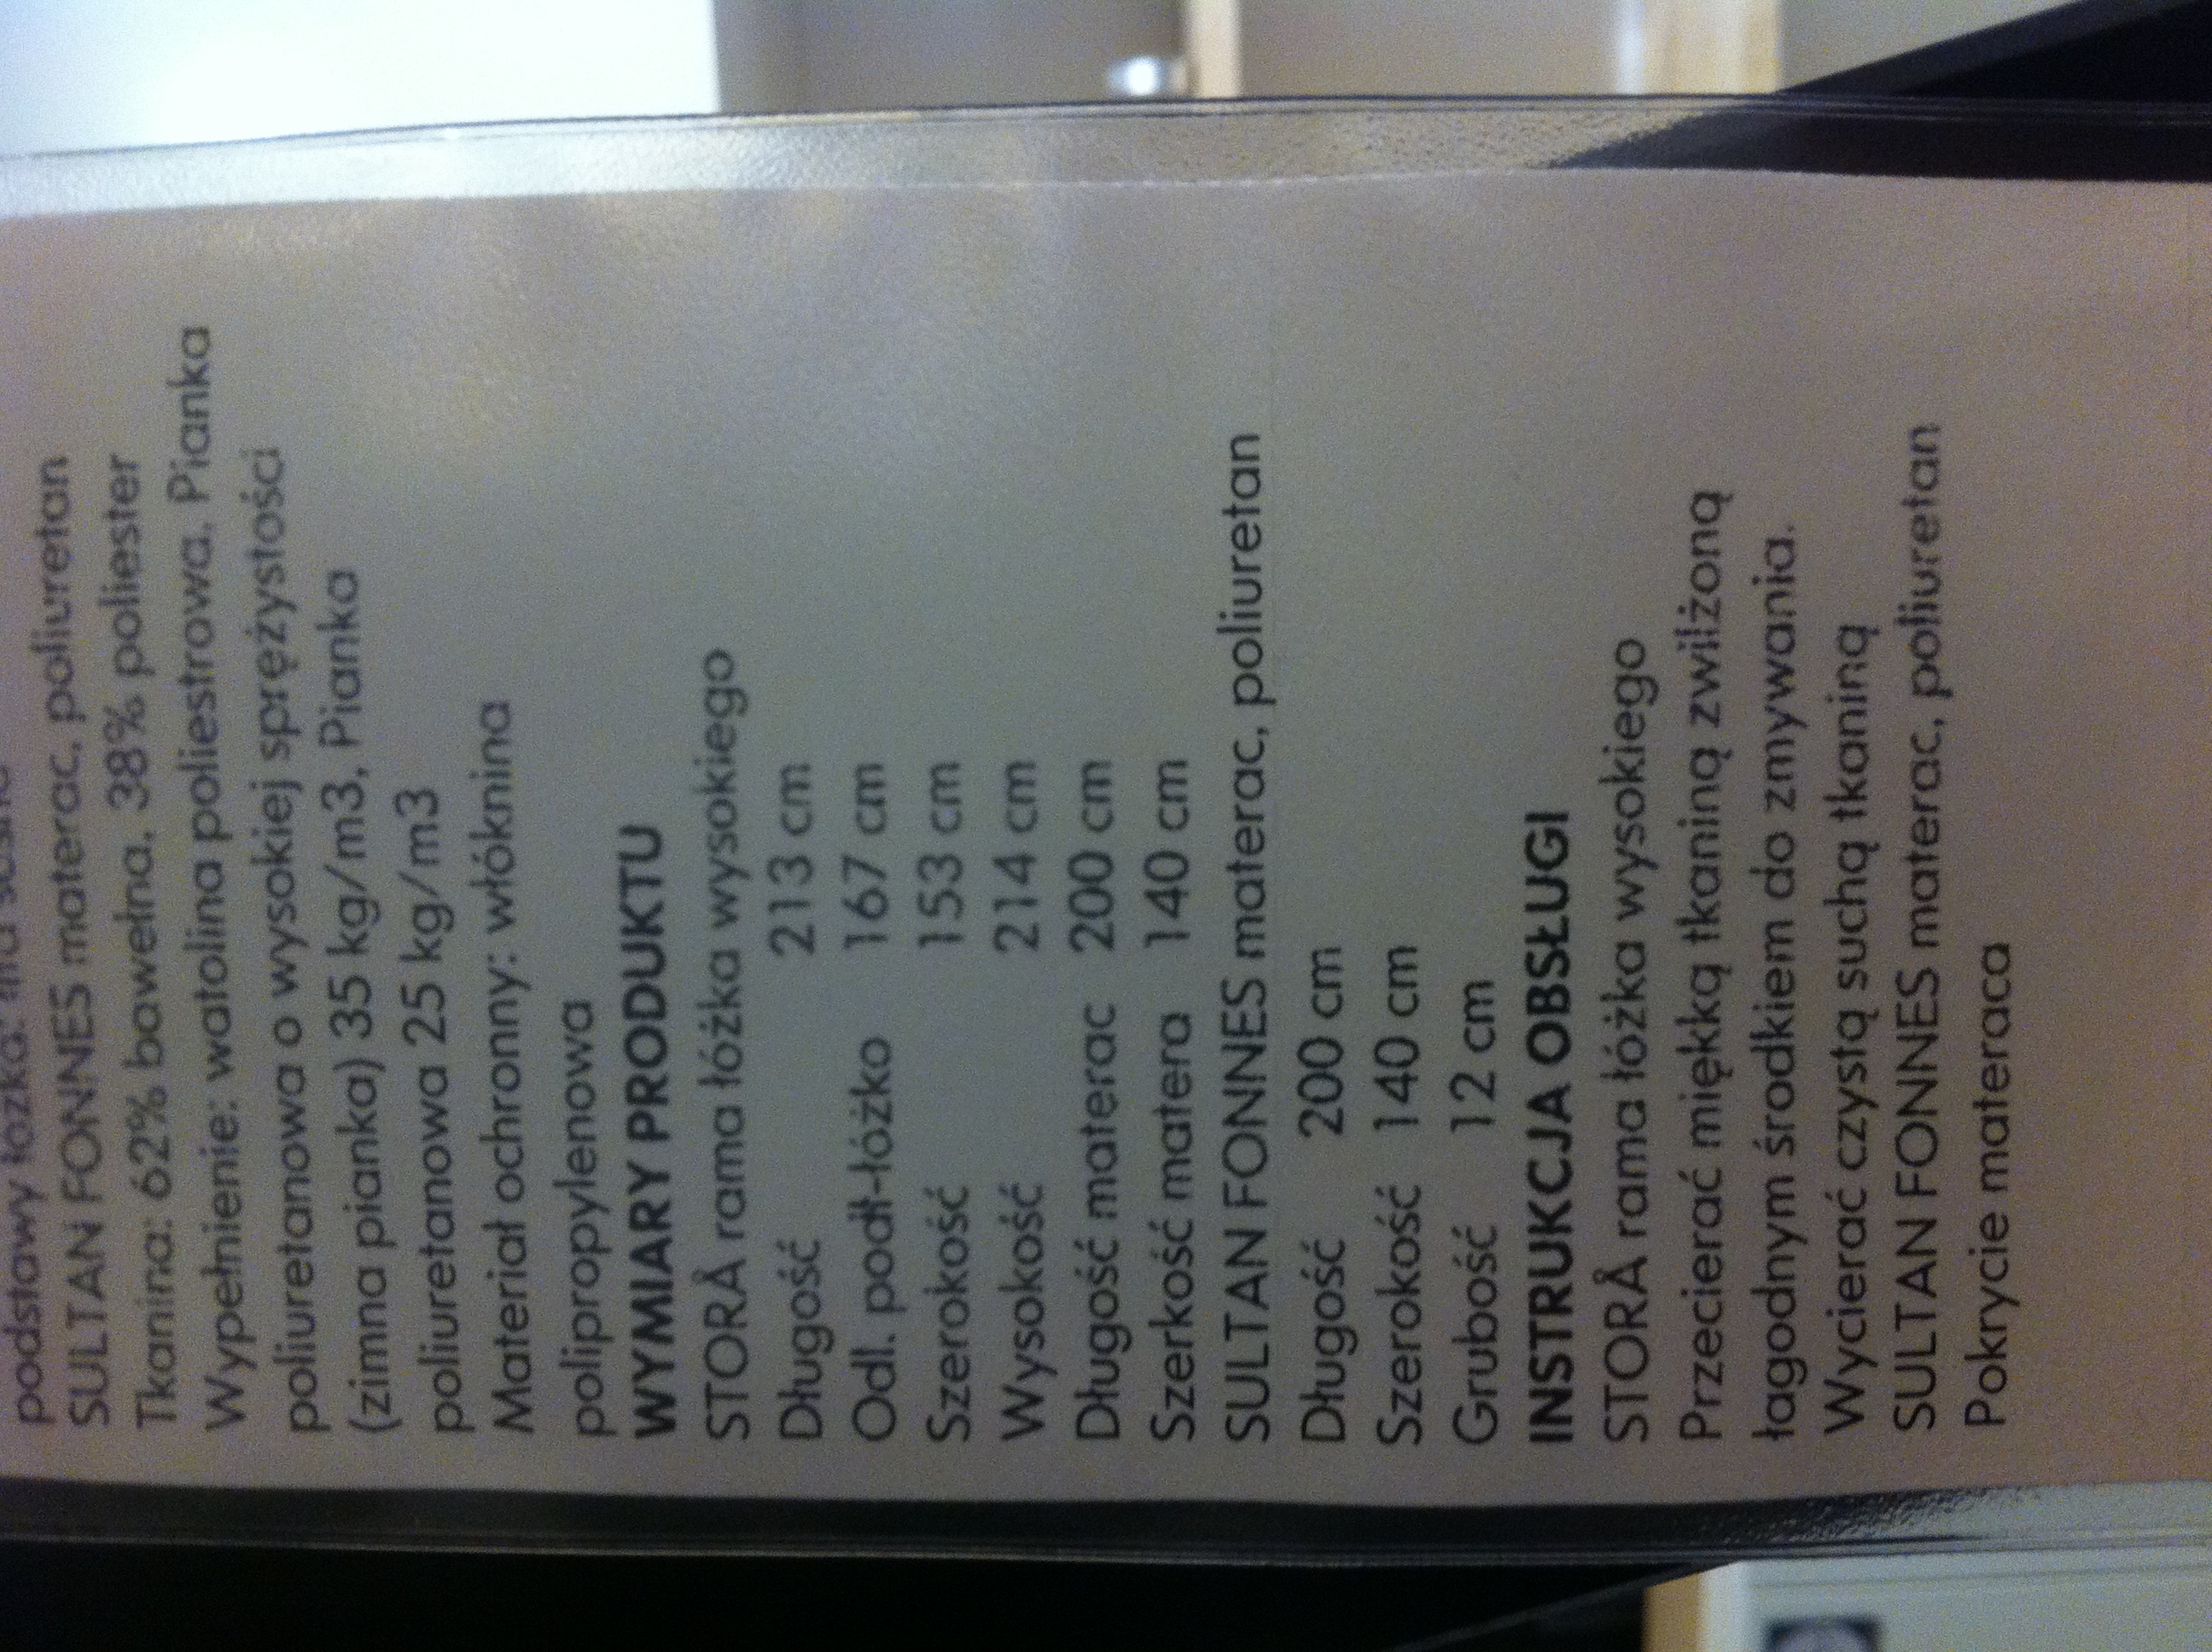 podstawy łóżka:
SULTAN FONNES materac, poliuretan
Tkanina: 62% bawełna, 38% poliester
Wypełnienie: watolina poliestrowa, Pianka
poliuretanowa o wysokiej sprężystości
(zimna pianka) 35 kg/m3, Pianka
poliuretanowa 25 kg/m3
Materiał ochronny: włóknina
polipropylenowa
WYMIARY PRODUKTU
STORÅ rama łóżka wysokiego
Długość 213 cm
Odl. podł-łóżko 167 cm
Szerokość 153 cm
Wysokość 214 cm
Długość materac 200 cm
Szerkość matera 140 cm
SULTAN FONNES materac, poliuretan
Długość 200 cm
Szerokość 140 cm
Grubość 12 cm
INSTRUKCJA OBSŁUGI
STORÅ rama łóżka wysokiego
Przecierać miękką tkaniną zwilżoną
łagodnym środkiem do zmywania.
Wycierać czystą suchą tkaniną
SULTAN FONNES materac, poliuretan
Pokrycie materaca